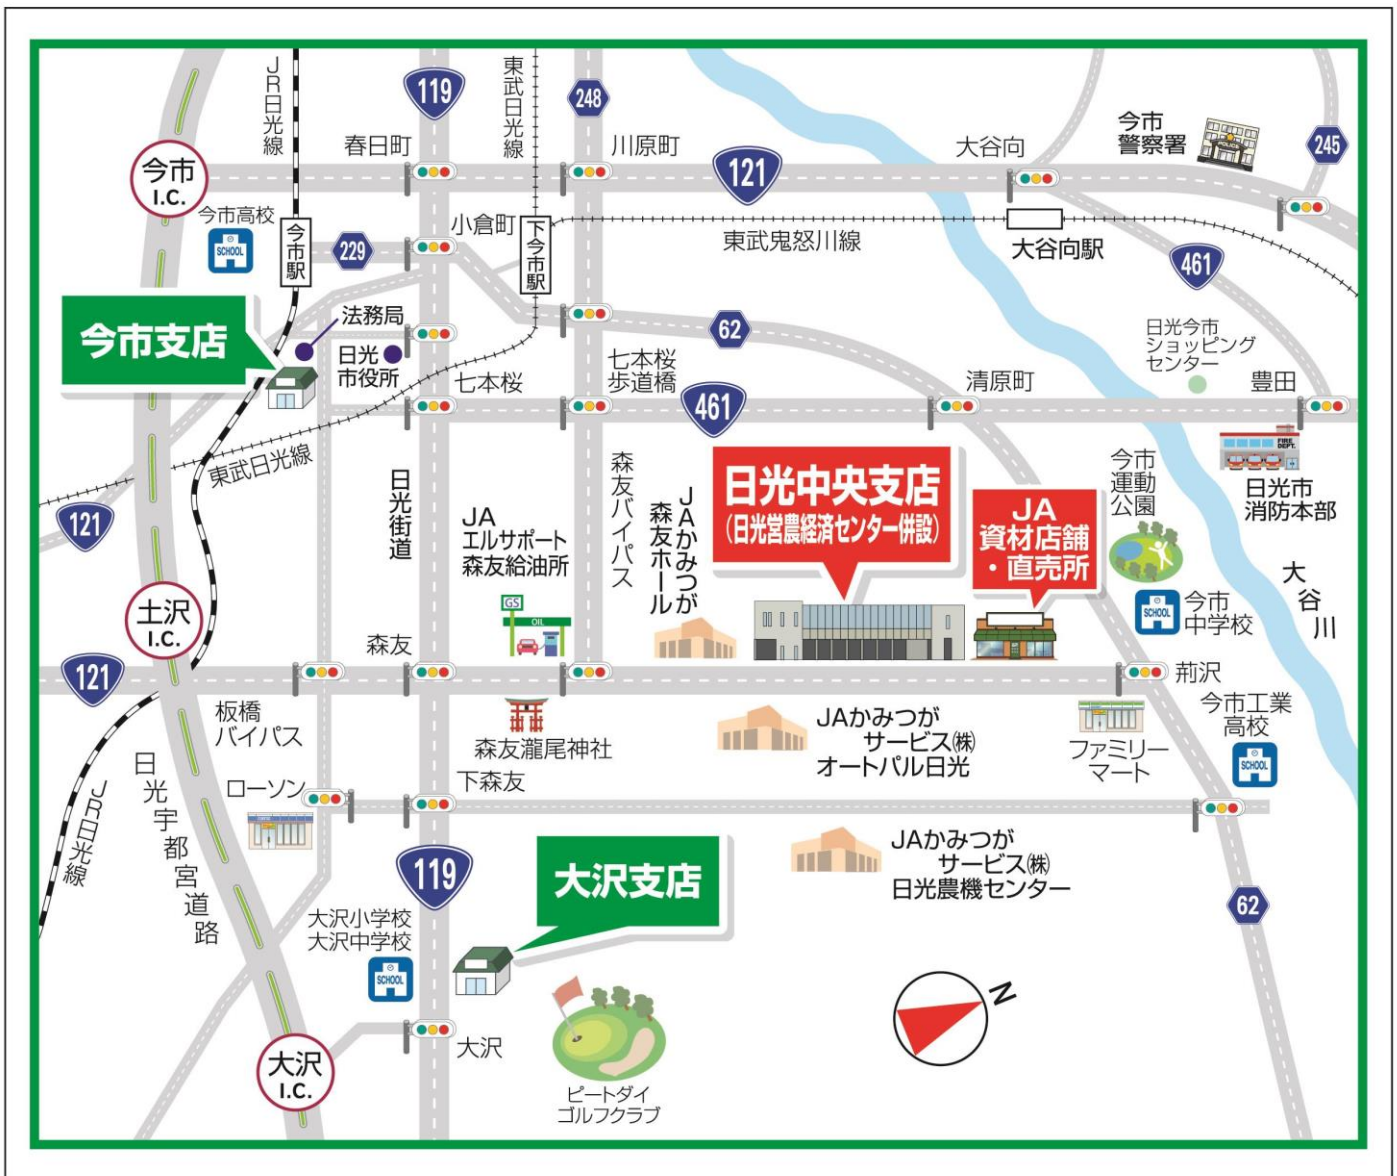 JR日光線
119
東武日光線
248
春日町
川原町
121
大谷向
今市
警察署
POLICE
245
今市
I.C.
今市高校
SCHOOL
今市駅
229
小倉町
下今市駅
東武鬼怒川線
大谷向駅
461
今市支店
法務局
日光
市役所
62
日光今市
ショッピング
センター
七本桜
七本桜
歩道橋
461
清原町
豊田
FIRE
DEPT.
日光市
消防本部
東武日光線
121
日光街道
JA
エルサポート
森友給油所
GS
OIL
森友バイパス
JAかみつが
森友ホール
日光中央支店
(日光営農経済センター併設)
JA
資材店舗
・直売所
今市
運動
公園
SCHOOL
今市
中学校
大谷川
土沢
I.C.
121
森友
荊沢
板橋
バイパス
森友瀧尾神社
JAかみつが
サービス㈱
オートパル日光
ファミリー
マート
今市工業
高校
SCHOOL
JR日光線
日光宇都宮道路
ローソン
下森友
119
大沢支店
JAかみつが
サービス㈱
日光農機センター
62
大沢小学校
大沢中学校
SCHOOL
大沢
大沢
I.C.
ピートダイ
ゴルフクラブ
N